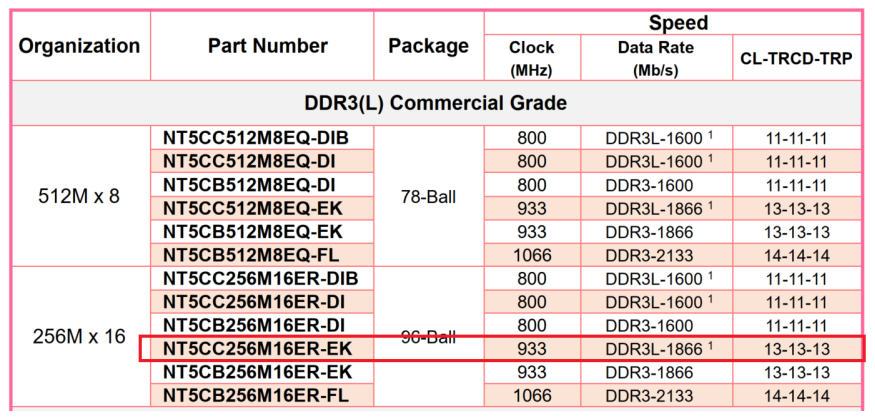 Organization Part Number Package Speed
Clock (MHz) Data Rate (Mb/s) CL-TRCD-TRP
DDR3(L) Commercial Grade
512M x 8 78-Ball
NT5CC512M8EQ-DIB 800 DDR3L-1600 1 11-11-11
NT5CC512M8EQ-DI 800 DDR3L-1600 1 11-11-11
NT5CB512M8EQ-DI 800 DDR3-1600 11-11-11
NT5CC512M8EQ-EK 933 DDR3L-1866 1 13-13-13
NT5CB512M8EQ-EK 933 DDR3-1866 13-13-13
NT5CB512M8EQ-FL 1066 DDR3-2133 14-14-14
256M x 16 96-Ball
NT5CC256M16ER-DIB 800 DDR3L-1600 1 11-11-11
NT5CC256M16ER-DI 800 DDR3L-1600 1 11-11-11
NT5CB256M16ER-DI 800 DDR3-1600 11-11-11
NT5CC256M16ER-EK 933 DDR3L-1866 1 13-13-13
NT5CB256M16ER-EK 933 DDR3-1866 13-13-13
NT5CB256M16ER-FL 1066 DDR3-2133 14-14-14